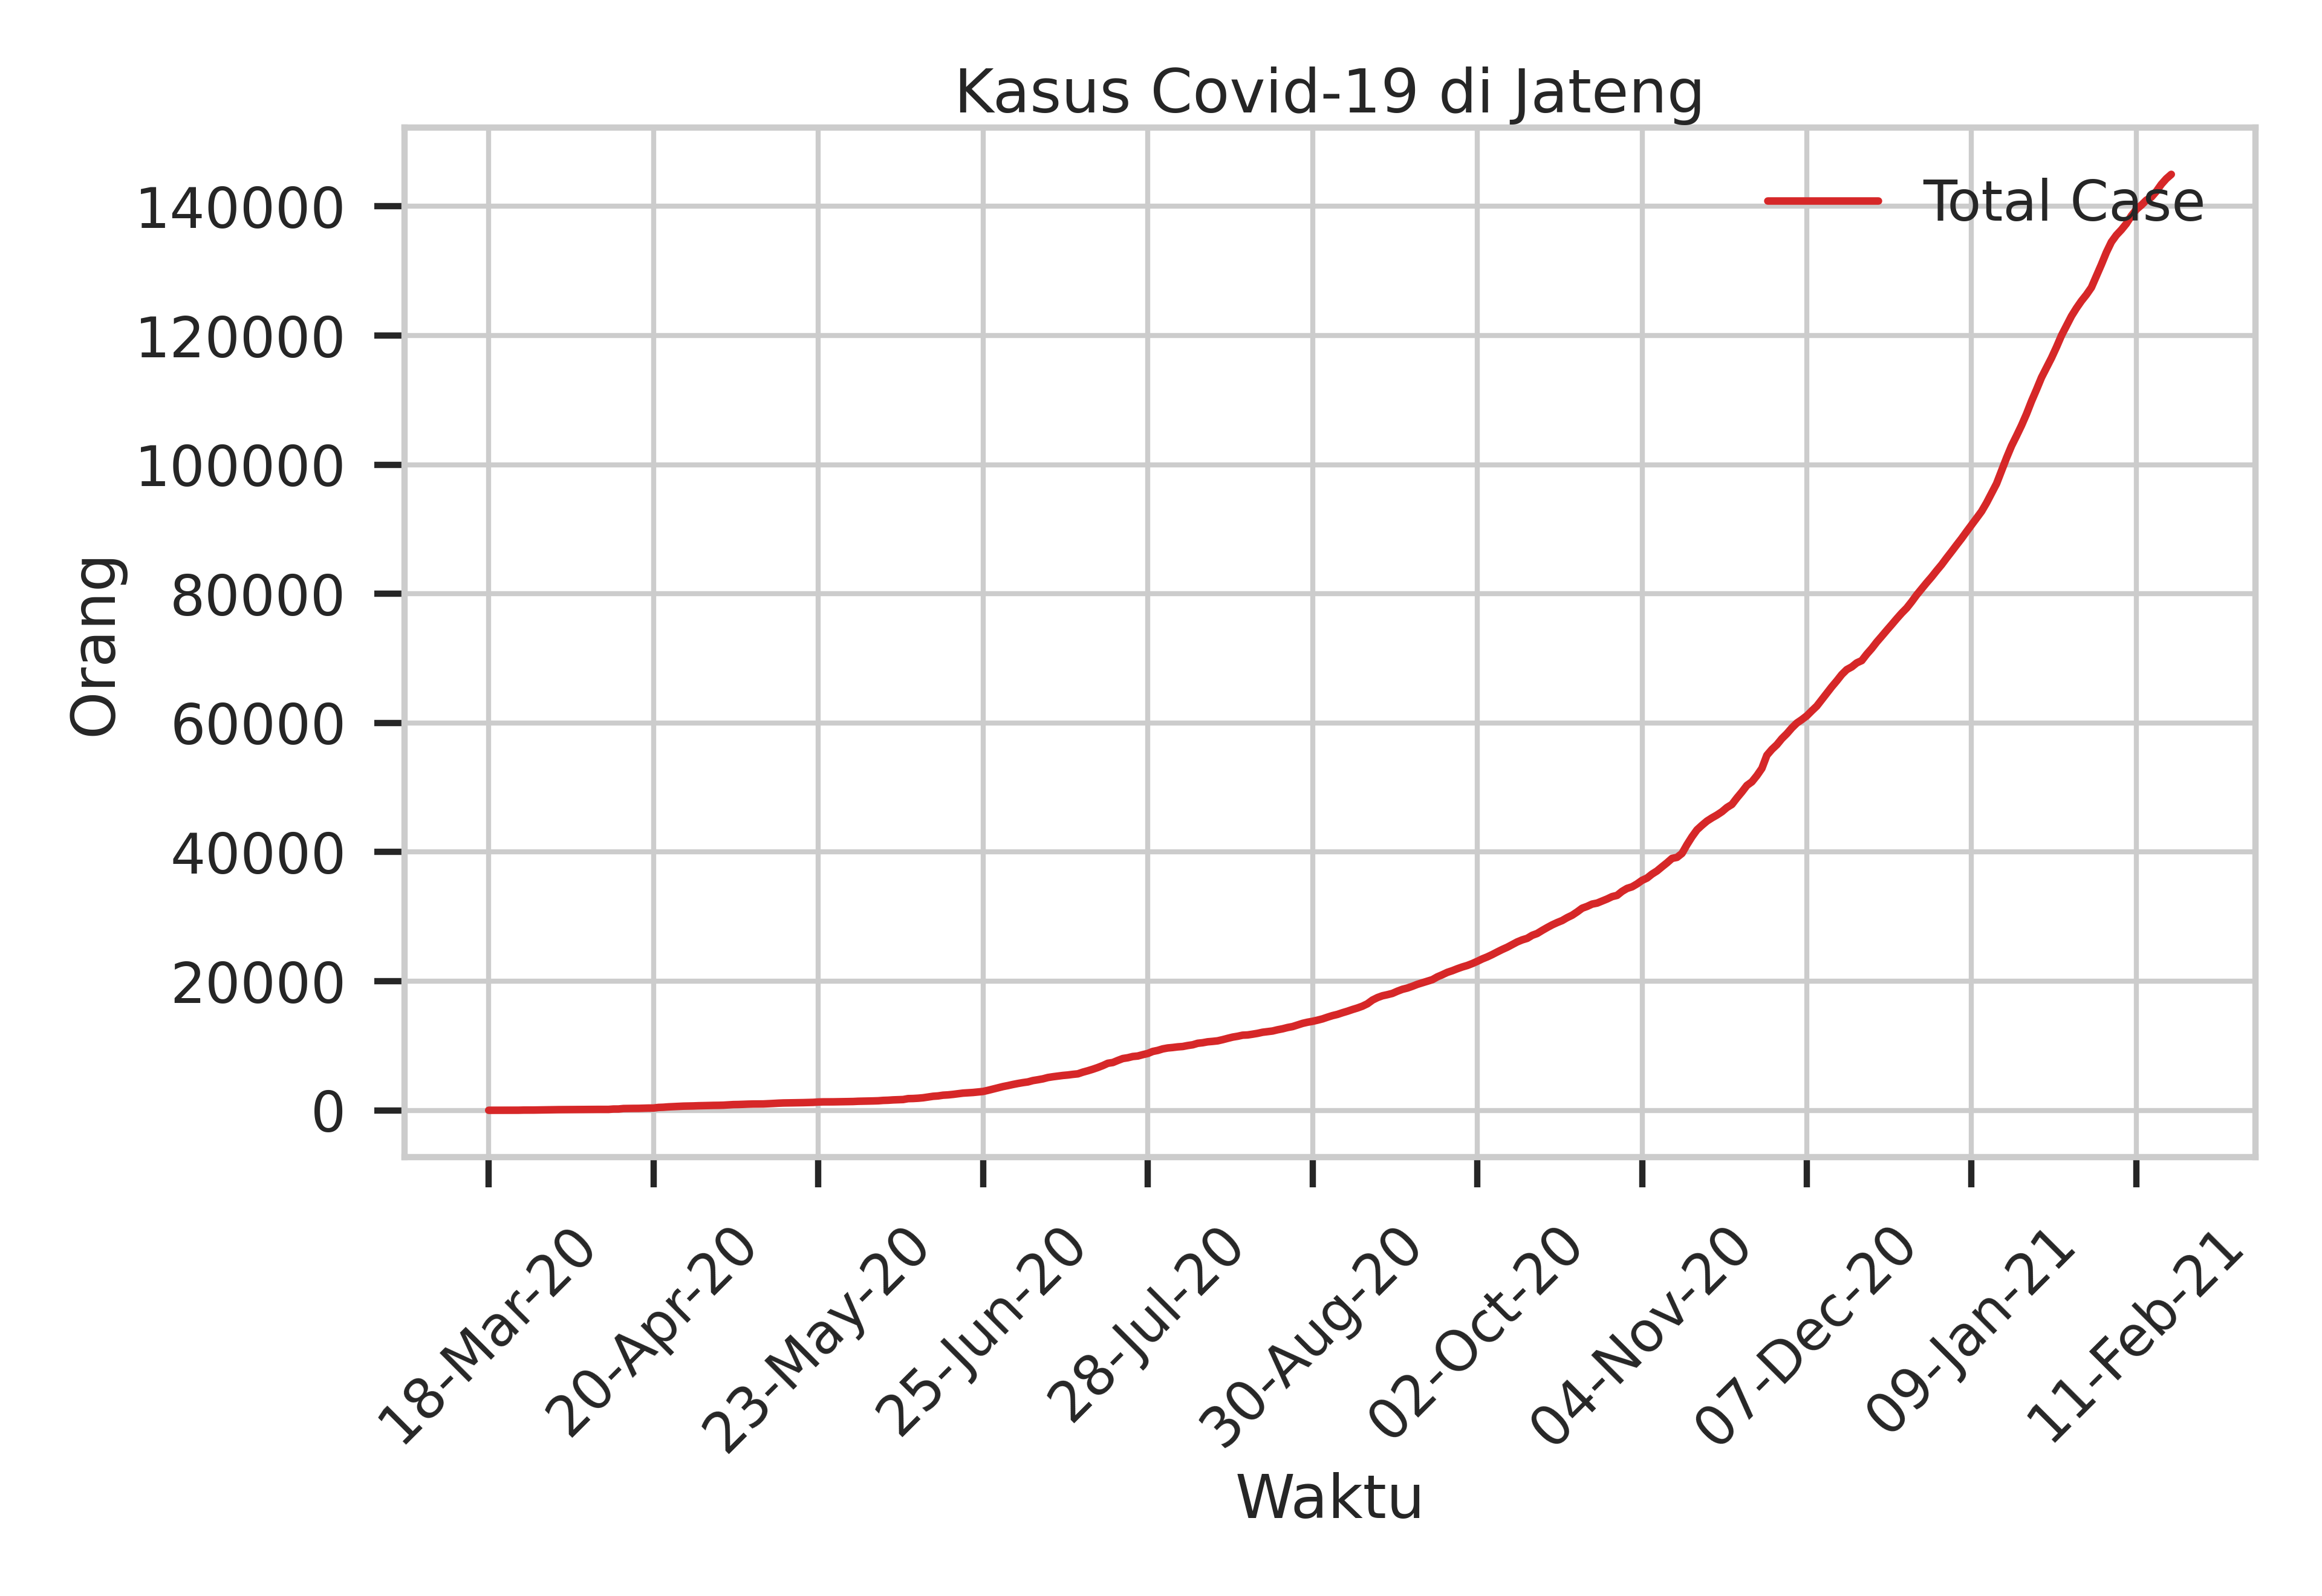 Kasus Covid-19 di Jateng
Total Case
140000
120000
100000
80000
60000
40000
20000
0
Orang
18-Mar-20
20-Apr-20
23-May-20
25-Jun-20
28-Jul-20
30-Aug-20
02-Oct-20
04-Nov-20
07-Dec-20
09-Jan-21
11-Feb-21
Waktu